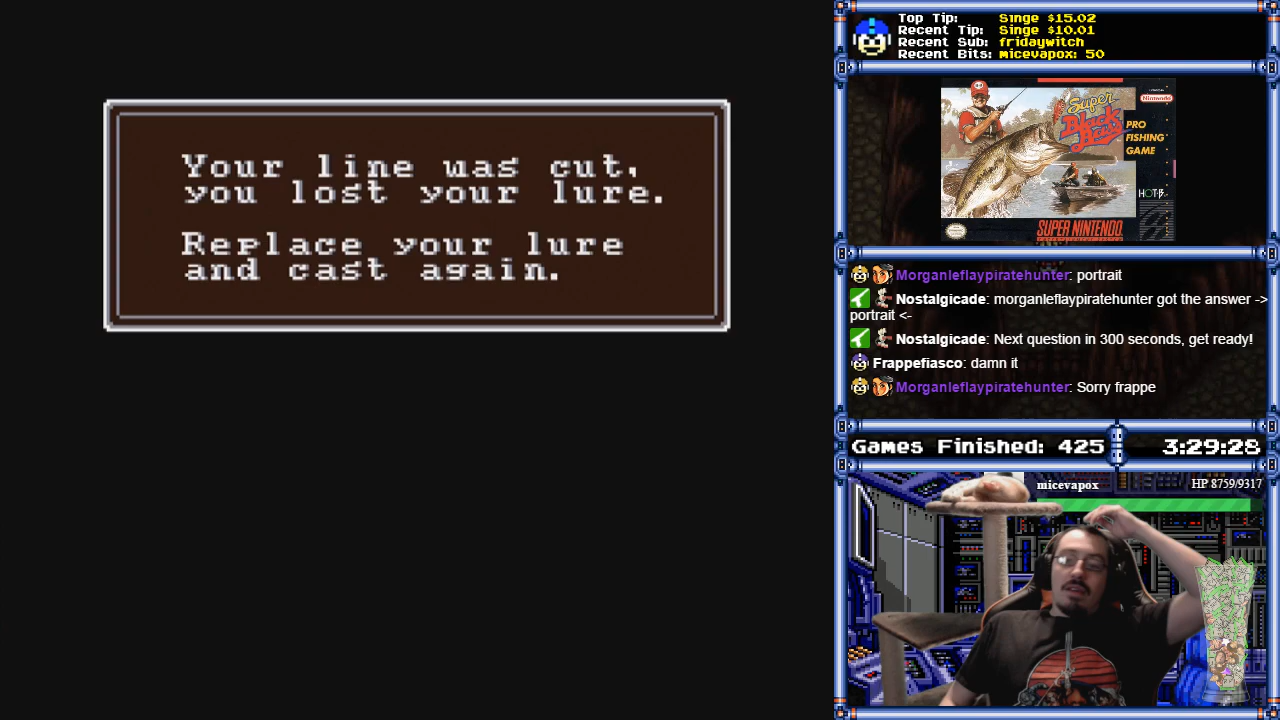 Your line was cut,
you lost your lure.
Replace your lure
and cast again.
Top Tip: Singe $15.02
Recent Tip: Singe $10.01
Recent Sub: fridaywitch
Recent Bits: micevapox: 50
Super
Black
Bass
Nintendo
PRO
FISHING
GAME
HOT·B
SUPER NINTENDO
Morganleflaypiratehunter: portrait
Nostalgicade: morganleflaypiratehunter got the answer ->
portrait <-
Nostalgicade: Next question in 300 seconds, get ready!
Frappefiasco: damn it
Morganleflaypiratehunter: Sorry frappe
Games Finished: 425 3:29:28
micevapox HP 8759/9317